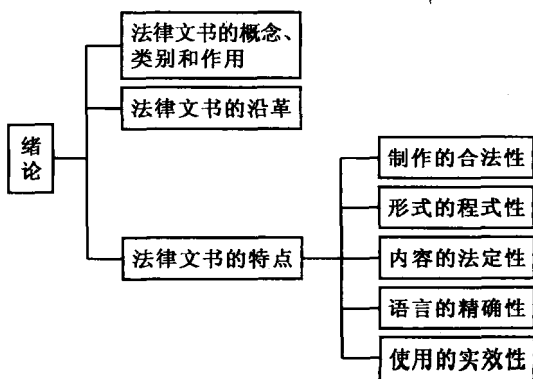 绪论
法律文书的概念、
类别和作用
法律文书的沿革
法律文书的特点
制作的合法性
形式的程式性
内容的法定性
语言的精确性
使用的实效性